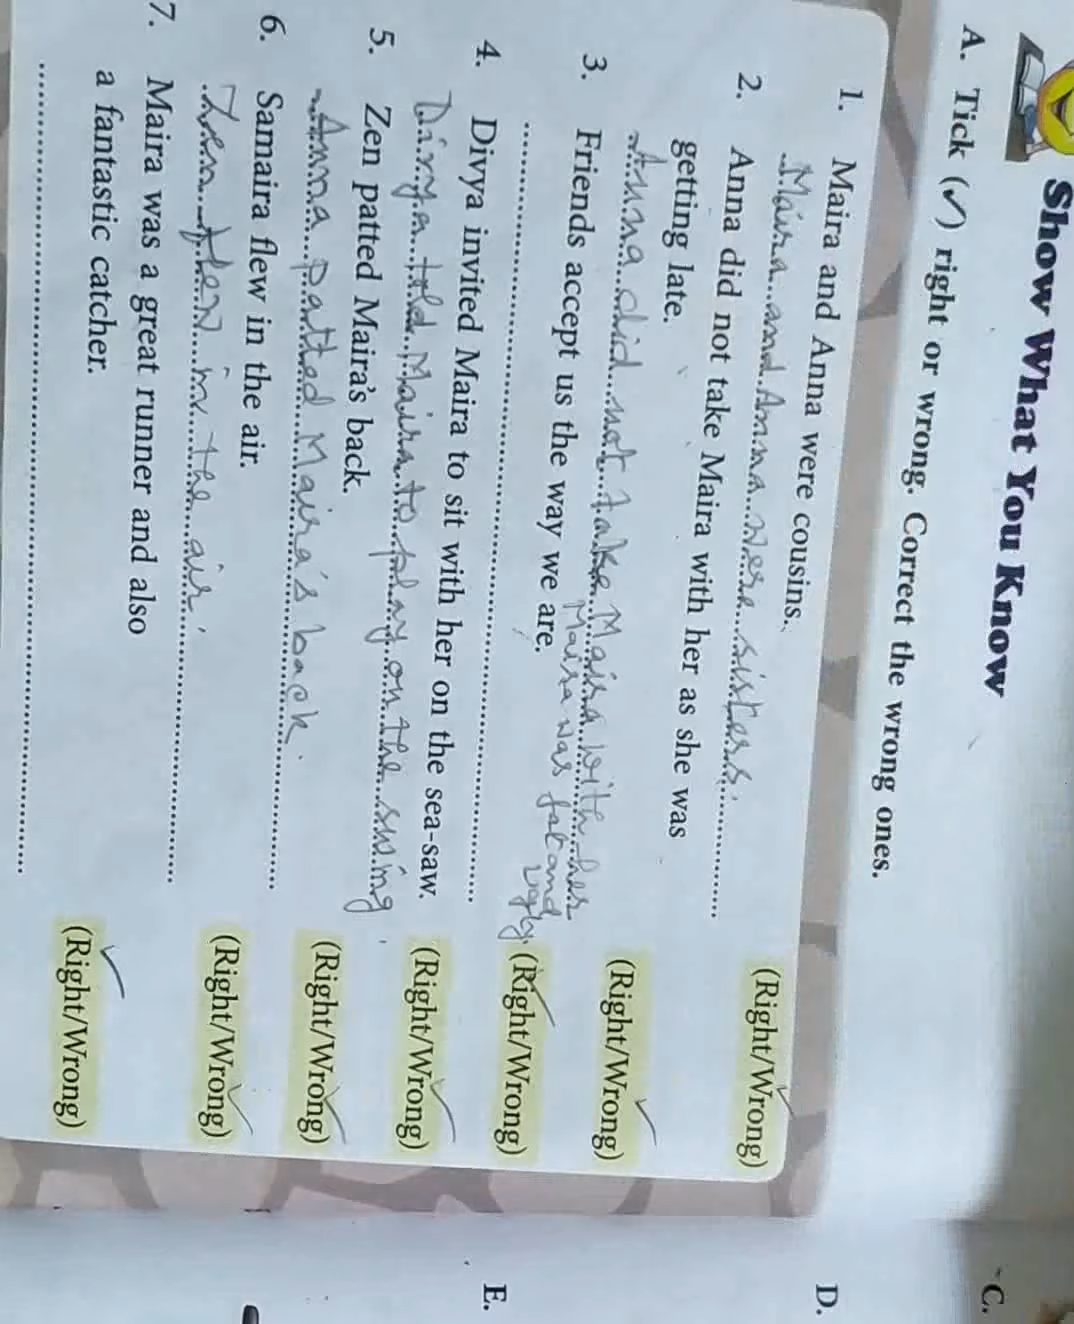 Show What You Know
A. Tick (✓) right or wrong. Correct the wrong ones.
1. Maira and Anna were cousins. (Right/Wrong)
Maira and Anna were sisters.
2. Anna did not take Maira with her as she was
getting late. (Right/Wrong)
Anna did not take Maira with her
Maira was fat and
ugly.
3. Friends accept us the way we are. (Right/Wrong)
4. Divya invited Maira to sit with her on the sea-saw. (Right/Wrong)
Divya told Maira to play on the swing
5. Zen patted Maira's back. (Right/Wrong)
Anna patted Maira's back.
6. Samaira flew in the air. (Right/Wrong)
Zen flew in the air.
7. Maira was a great runner and also
a fantastic catcher. (Right/Wrong)
C.
D.
E.